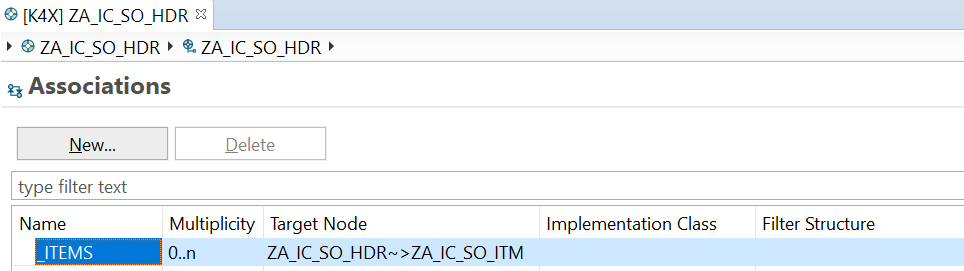 [K4X] ZA_IC_SO_HDR
ZA_IC_SO_HDR ZA_IC_SO_HDR
Associations
New... Delete
type filter text
Name Multiplicity Target Node Implementation Class Filter Structure
_ITEMS 0..n ZA_IC_SO_HDR~>ZA_IC_SO_ITM